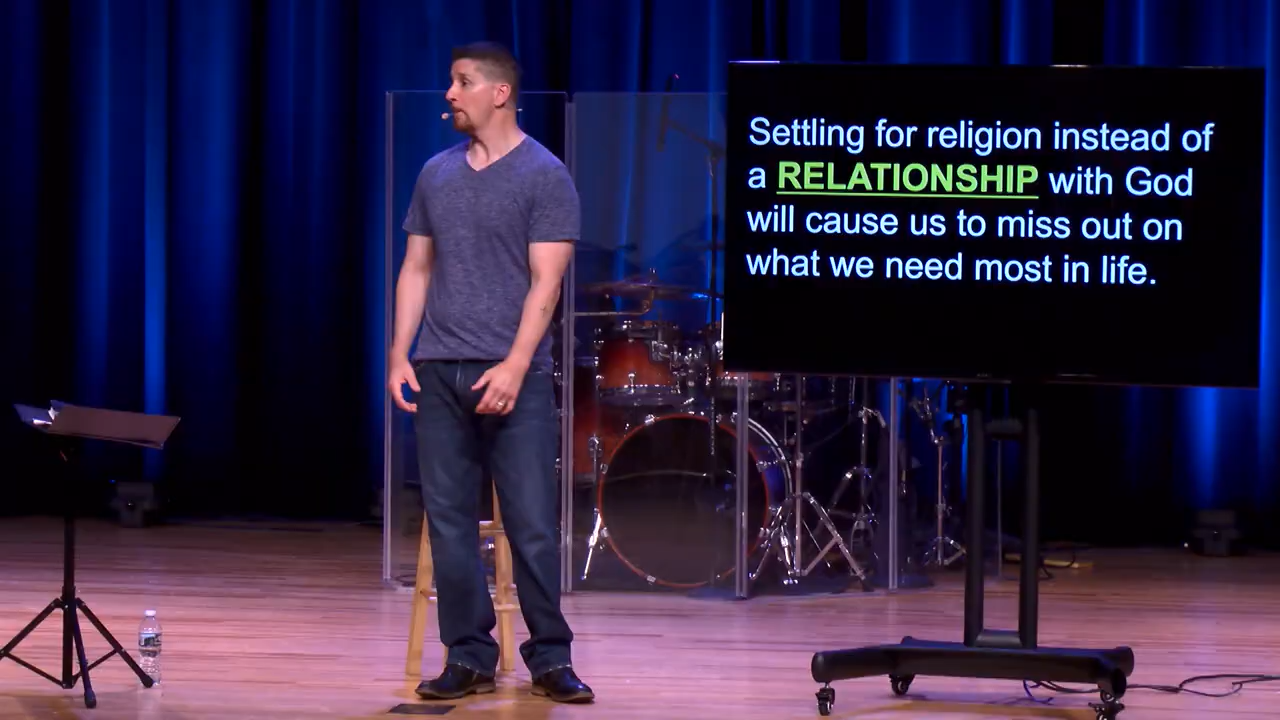 Settling for religion instead of
a RELATIONSHIP with God
will cause us to miss out on
what we need most in life.